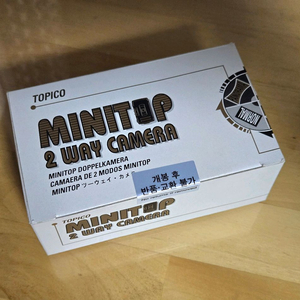 TOPICO
MINITOP
2 WAY CAMERA
MINITOP DOPPELKAMERA
CAMAERA DE 2 MODOS MINITOP
MINITOP ツーウェイ・カメ
개봉 후
반품·교환 불가
TOPICO
MINITOP
2 WAY CAMERA